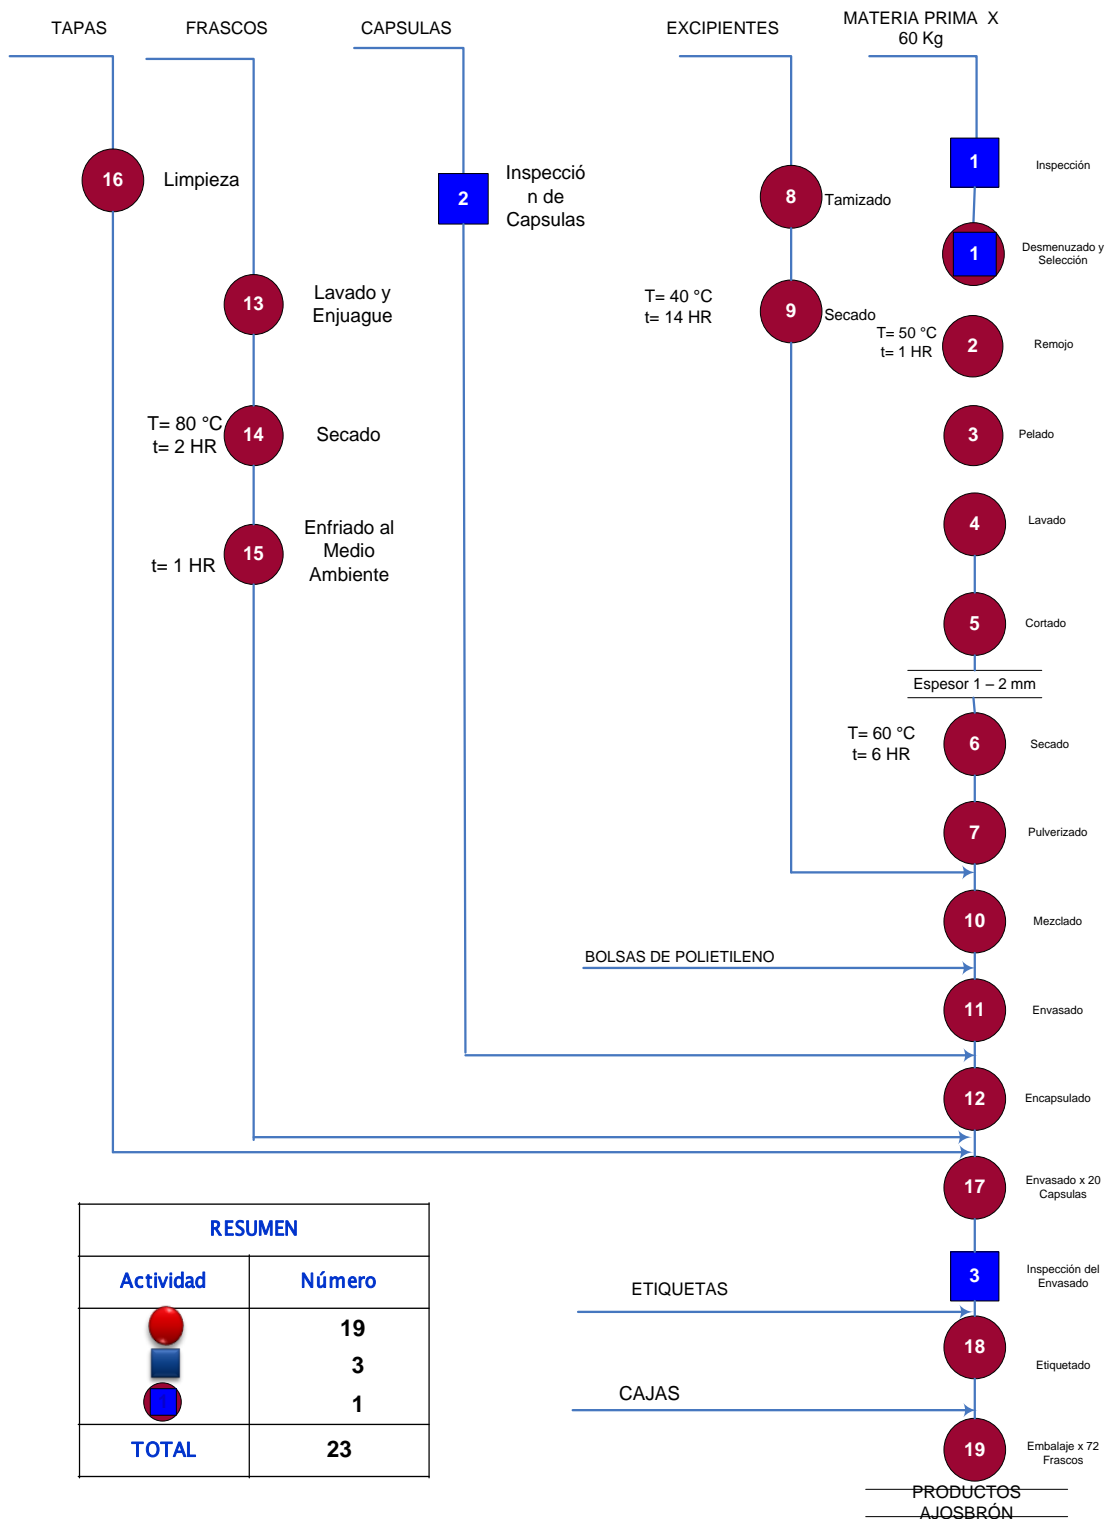 TAPAS
FRASCOS
CAPSULAS
EXCIPIENTES
MATERIA PRIMA X
60 Kg
16
Limpieza
13
Lavado y
Enjuague
T= 80 °C
t= 2 HR
14
Secado
t= 1 HR
15
Enfriado al
Medio
Ambiente
2
Inspecció
n de
Capsulas
8
Tamizado
T= 40 °C
t= 14 HR
9
Secado
1
Inspección
1
Desmenuzado y
Selección
T= 50 °C
t= 1 HR
2
Remojo
3
Pelado
4
Lavado
5
Cortado
Espesor 1 – 2 mm
T= 60 °C
t= 6 HR
6
Secado
7
Pulverizado
10
Mezclado
BOLSAS DE POLIETILENO
11
Envasado
12
Encapsulado
17
Envasado x 20
Capsulas
3
Inspección del
Envasado
ETIQUETAS
18
Etiquetado
CAJAS
19
Embalaje x 72
Frascos
PRODUCTOS
AJOSBRÓN
RESUMEN
Actividad Número
19
3
1
TOTAL 23